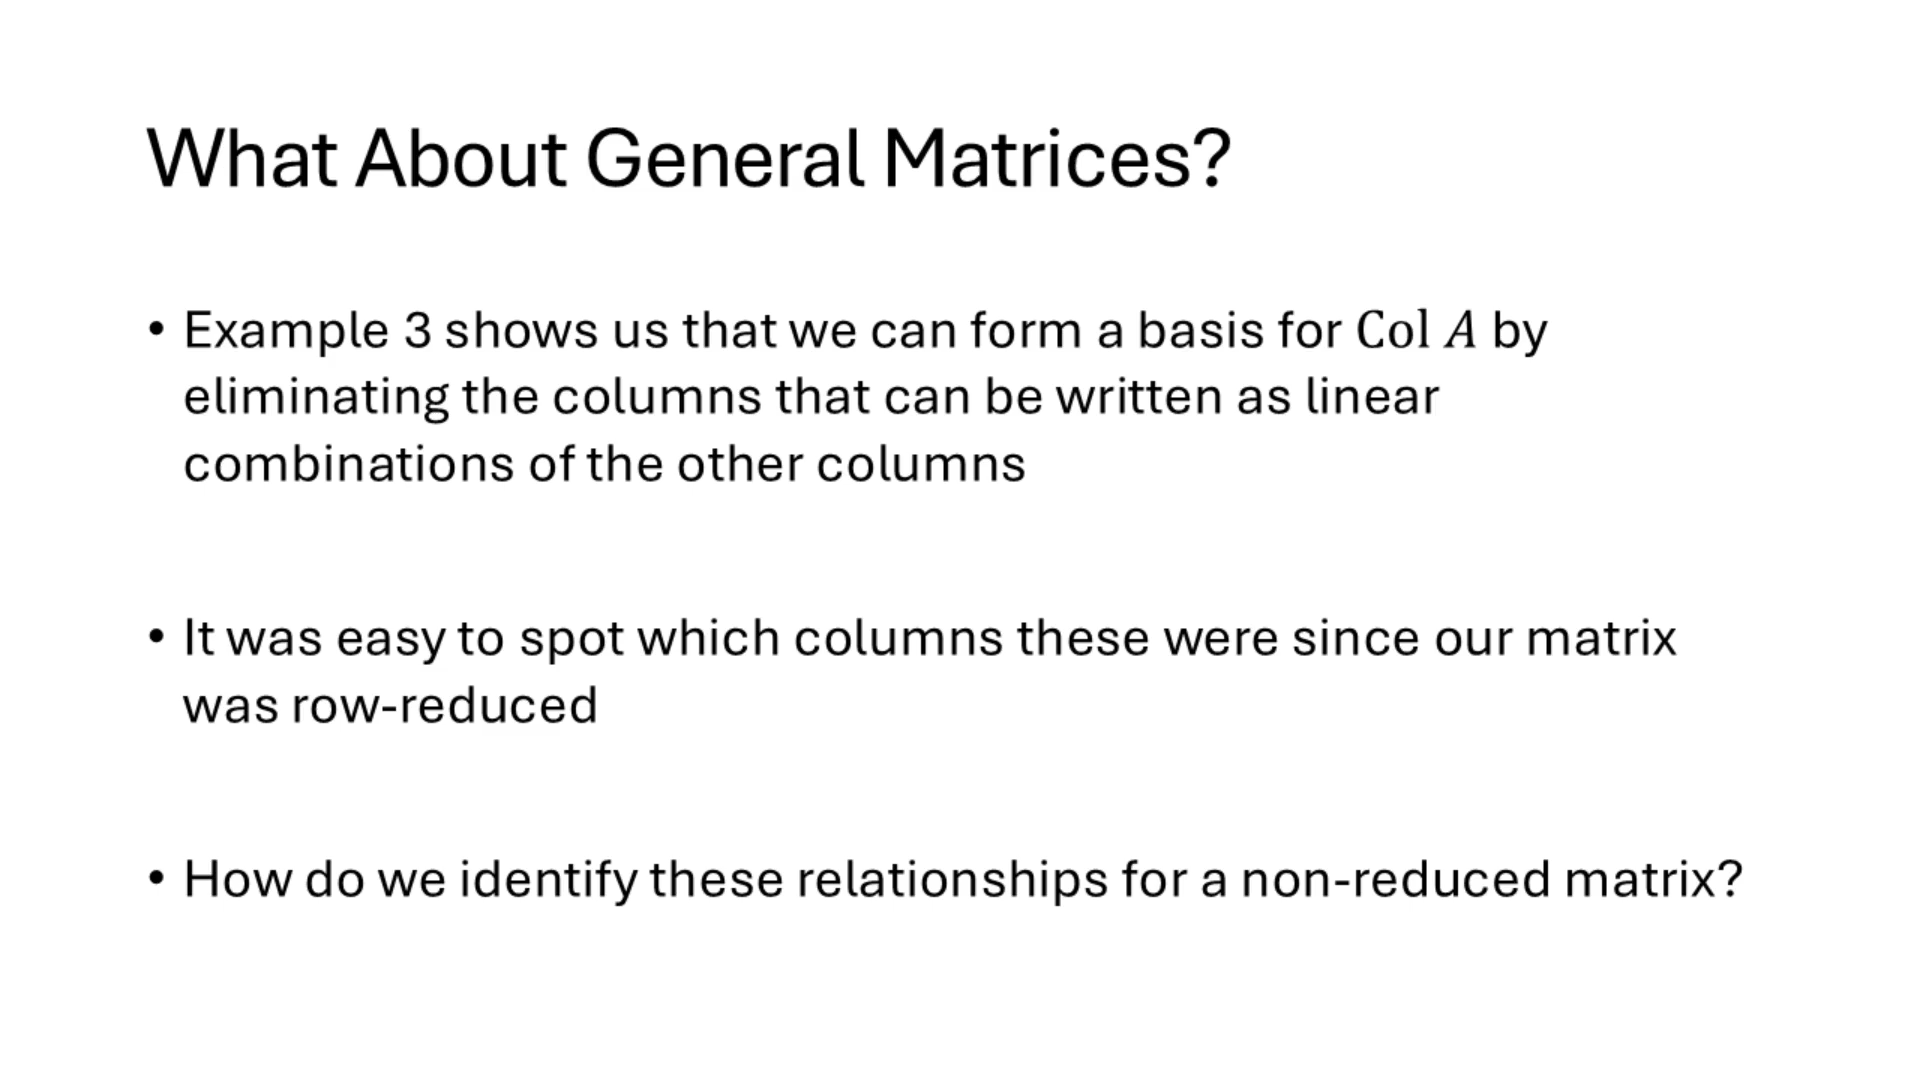 What About General Matrices?
• Example 3 shows us that we can form a basis for Col A by
eliminating the columns that can be written as linear
combinations of the other columns
• It was easy to spot which columns these were since our matrix
was row-reduced
• How do we identify these relationships for a non-reduced matrix?